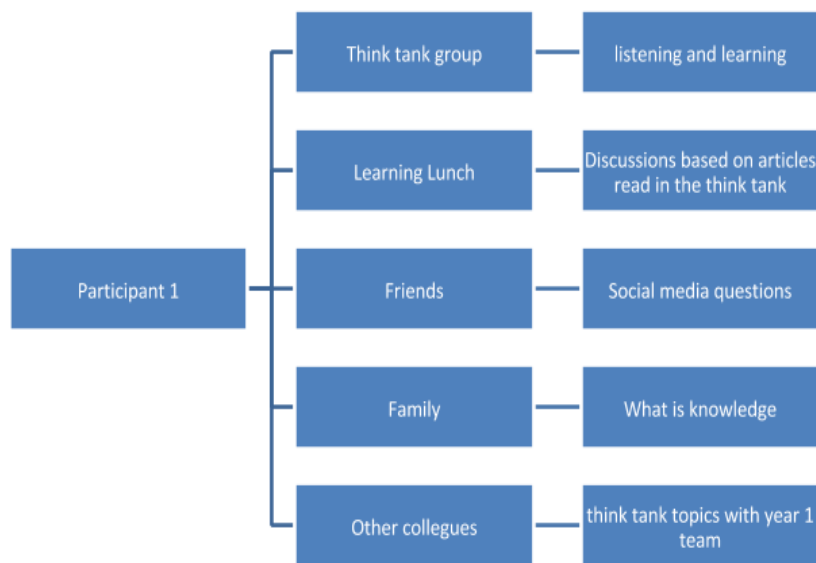 Think tank group
listening and learning
Learning Lunch
Discussions based on articles
read in the think tank
Participant 1
Friends
Social media questions
Family
What is knowledge
Other collegues
think tank topics with year 1
team